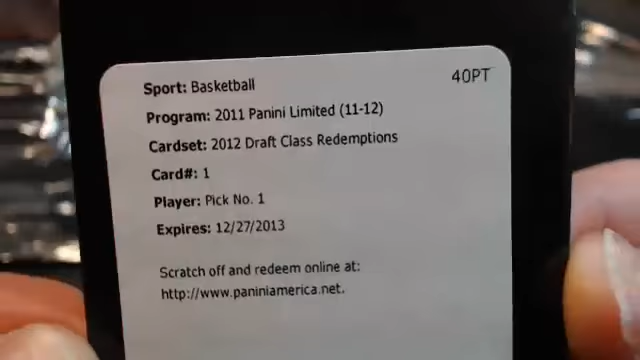 40PT
Sport: Basketball
Program: 2011 Panini Limited (11-12)
Cardset: 2012 Draft Class Redemptions
Card#: 1
Player: Pick No. 1
Expires: 12/27/2013
Scratch off and redeem online at:
http://www.paniniamerica.net.